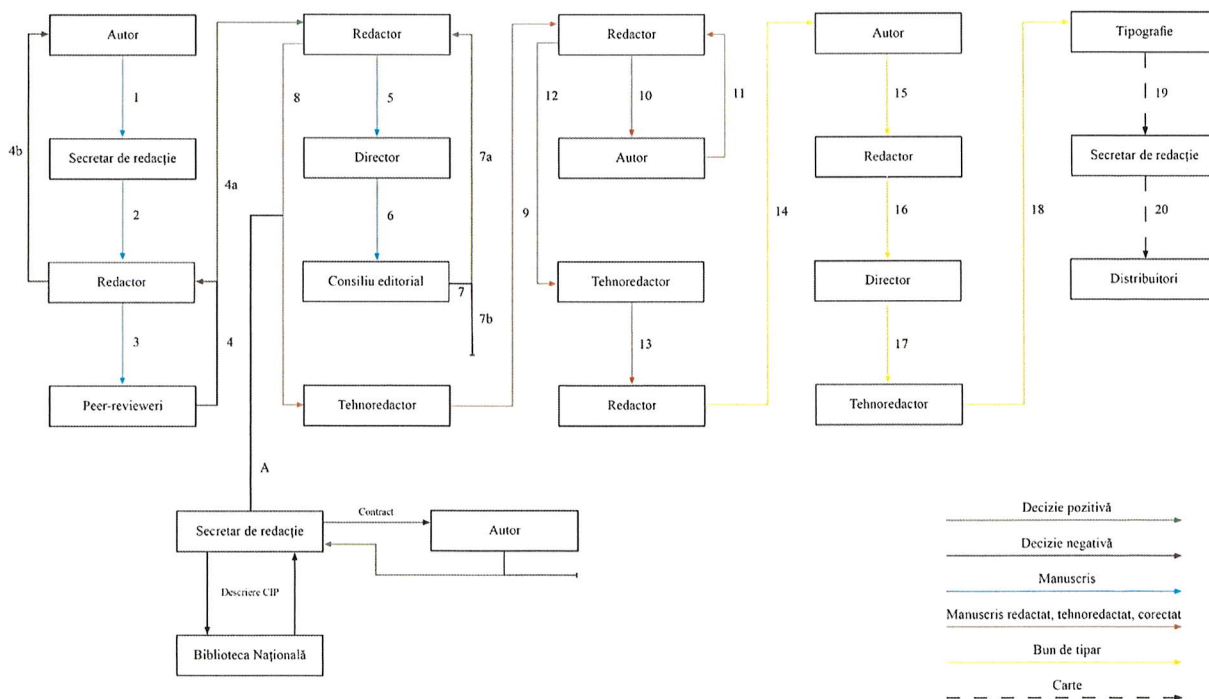 Autor
1
Secretar de redacție
2
Redactor
3
Peer-revieweri
4b
4
4a
Redactor
8
5
Director
6
Consiliu editorial
7
7a
7b
Tehnoredactor
9
Redactor
12
10
11
Autor
Tehnoredactor
13
Redactor
14
Autor
15
Redactor
16
Director
17
Tehnoredactor
18
Tipografie
19
Secretar de redacție
20
Distribuitori
A
Secretar de redacție
Contract
Autor
Descriere CIP
Biblioteca Națională
Decizie pozitivă
Decizie negativă
Manuscris
Manuscris redactat, tehnoredactat, corectat
Bun de tipar
Carte